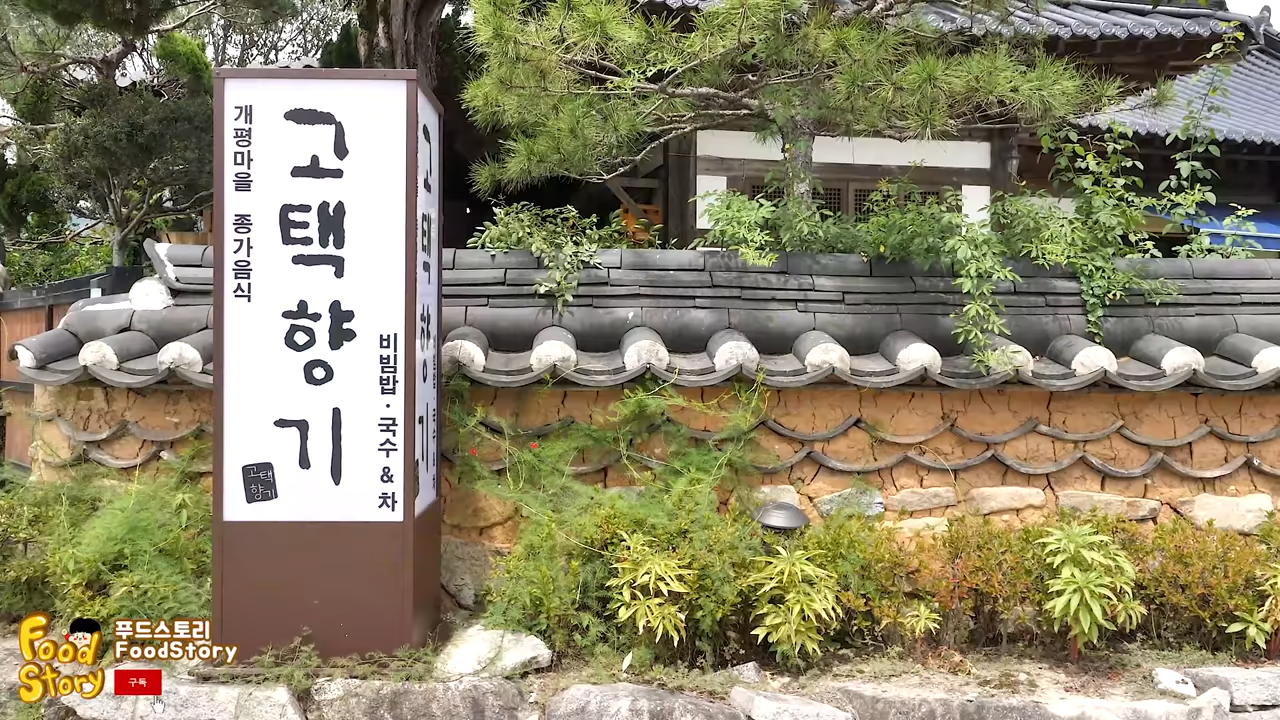 개평마을 종가음식
고택향기
비빔밥·국수&차
고택
향기
고택향기
Food
Story
푸드스토리
FoodStory
구독